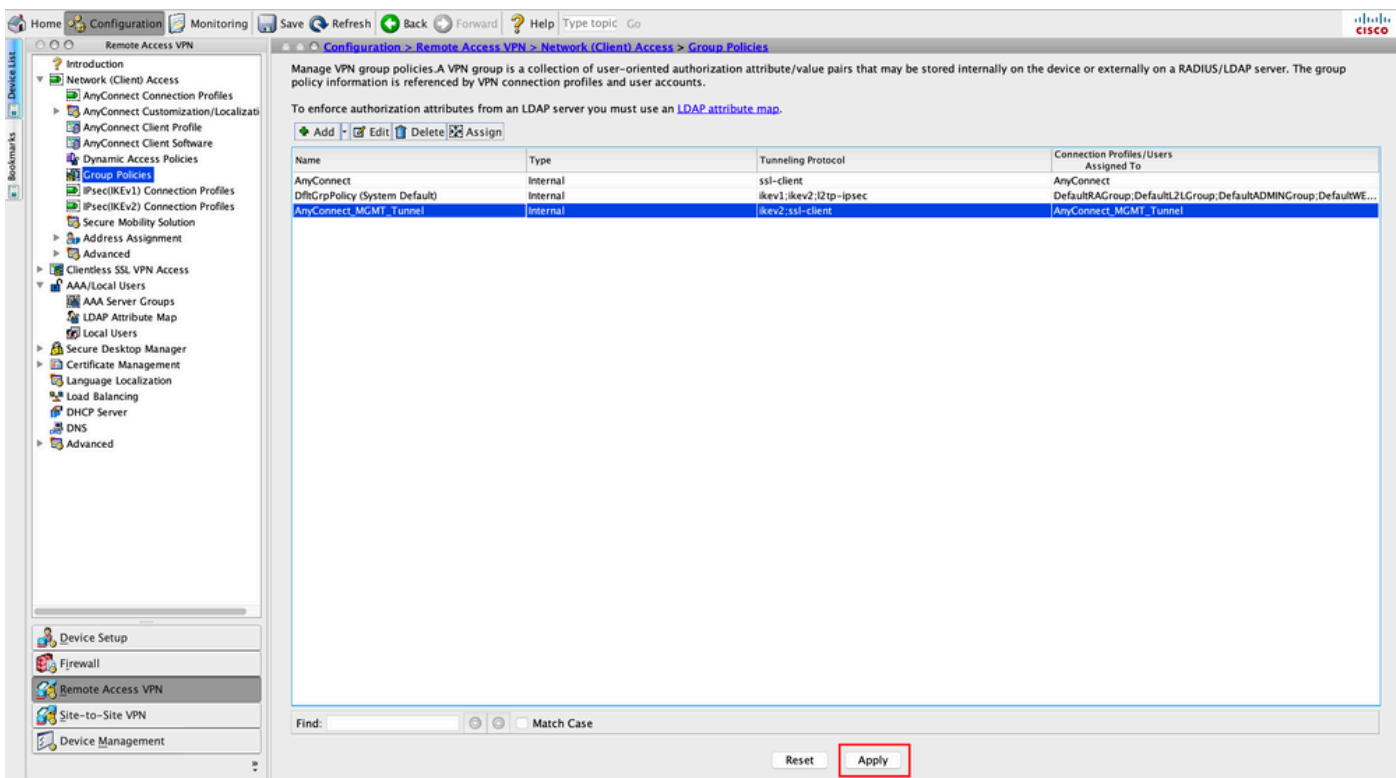 Home Configuration Monitoring Save Refresh Back Forward Help Type topic Go
CISCO
Device List
Bookmarks
Remote Access VPN
Introduction
Network (Client) Access
AnyConnect Connection Profiles
AnyConnect Customization/Localizati
AnyConnect Client Profile
AnyConnect Client Software
Dynamic Access Policies
Group Policies
IPsec(IKEv1) Connection Profiles
IPsec(IKEv2) Connection Profiles
Secure Mobility Solution
Address Assignment
Advanced
Clientless SSL VPN Access
AAA/Local Users
AAA Server Groups
LDAP Attribute Map
Local Users
Secure Desktop Manager
Certificate Management
Language Localization
Load Balancing
DHCP Server
DNS
Advanced
Device Setup
Firewall
Remote Access VPN
Site-to-Site VPN
Device Management
Configuration > Remote Access VPN > Network (Client) Access > Group Policies
Manage VPN group policies.A VPN group is a collection of user-oriented authorization attribute/value pairs that may be stored internally on the device or externally on a RADIUS/LDAP server. The group
policy information is referenced by VPN connection profiles and user accounts.
To enforce authorization attributes from an LDAP server you must use an LDAP attribute map.
Add Edit Delete Assign
Name Type Tunneling Protocol Connection Profiles/Users
Assigned To
AnyConnect Internal ssl-client AnyConnect
DfltGrpPolicy (System Default) Internal ikev1;ikev2;l2tp-ipsec DefaultRAGroup;DefaultL2LGroup;DefaultADMINGroup;DefaultWE...
AnyConnect_MGMT_Tunnel Internal ikev2;ssl-client AnyConnect_MGMT_Tunnel
Find: Match Case
Reset Apply